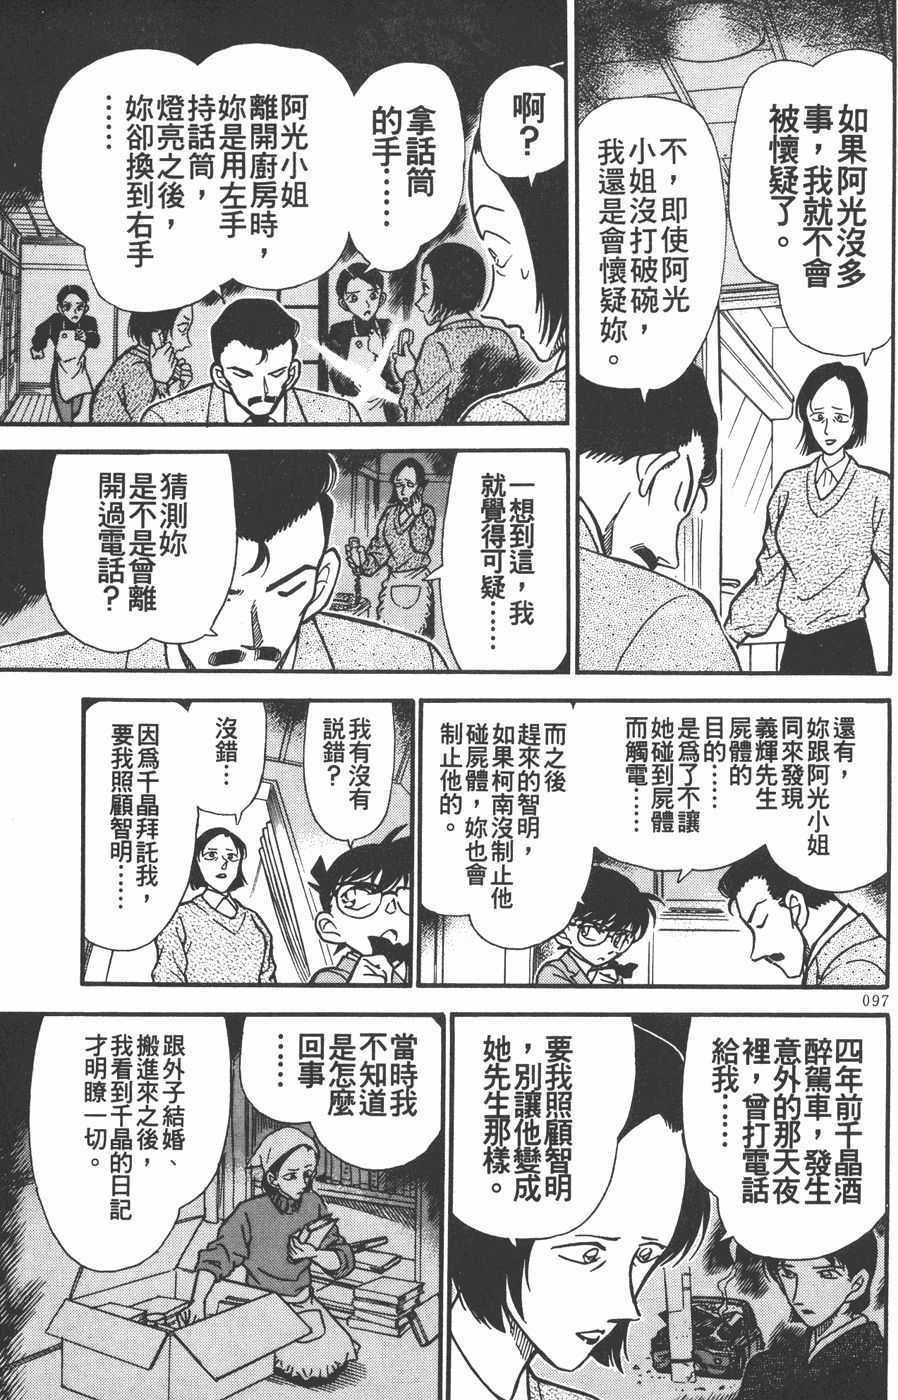 如果阿光沒多
事，我就不會
被懷疑了。
不，即使阿光
小姐沒打破碗，
我還是會懷疑妳。
啊？
拿話筒
的手……
阿光小姐
離開廚房時，
妳是用左手
持話筒，
燈亮之後，
妳卻換到右手
……
一想到這，我
就覺得可疑……
猜測妳
是不是曾離
開過電話？
還有，
妳跟阿光小姐
同來發現
義輝先生
屍體的
目的……
是為了不讓
她碰到屍體
而觸電……
而之後
趕來的智明，
如果柯南沒制止他
碰屍體，妳也會
制止他的。
我有沒有
說錯？
沒錯…
因為千晶拜託我，
要我照顧智明……
097
四年前千晶酒
醉駕車，發生
意外的那天夜
裡，曾打電話
給我……
要我照顧智明
，別讓他變成
她先生那樣。
當時我
不知道
是怎麼
回事
……
跟外子結婚、
搬進來之後，
我看到千晶的日記
才明瞭一切。